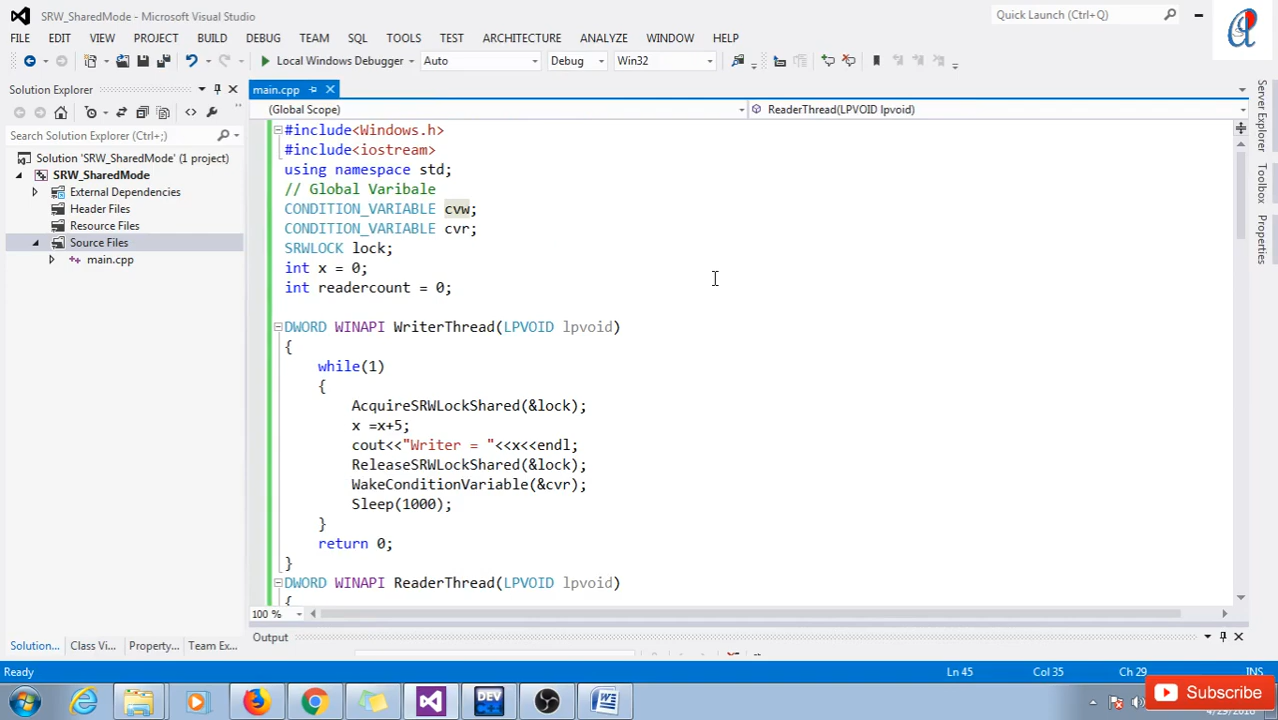 SRW_SharedMode - Microsoft Visual Studio
Quick Launch (Ctrl+Q)
FILE EDIT VIEW PROJECT BUILD DEBUG TEAM SQL TOOLS TEST ARCHITECTURE ANALYZE WINDOW HELP
Local Windows Debugger Auto Debug Win32
Solution Explorer
main.cpp
(Global Scope)
ReaderThread(LPVOID lpvoid)
Search Solution Explorer (Ctrl+;)
Solution 'SRW_SharedMode' (1 project)
SRW_SharedMode
External Dependencies
Header Files
Resource Files
Source Files
main.cpp
#include<Windows.h>
#include<iostream>
using namespace std;
// Global Varibale
CONDITION_VARIABLE cvw;
CONDITION_VARIABLE cvr;
SRWLOCK lock;
int x = 0;
int readercount = 0;
DWORD WINAPI WriterThread(LPVOID lpvoid)
{
while(1)
{
AcquireSRWLockShared(&lock);
x =x+5;
cout<<"Writer = "<<x<<endl;
ReleaseSRWLockShared(&lock);
WakeConditionVariable(&cvr);
Sleep(1000);
}
return 0;
}
DWORD WINAPI ReaderThread(LPVOID lpvoid)
{
100 %
Server Explorer
Toolbox
Properties
Solution... Class Vi... Property... Team Ex...
Output
Ready
Ln 45
Col 35
Ch 29
INS
DEV
Subscribe